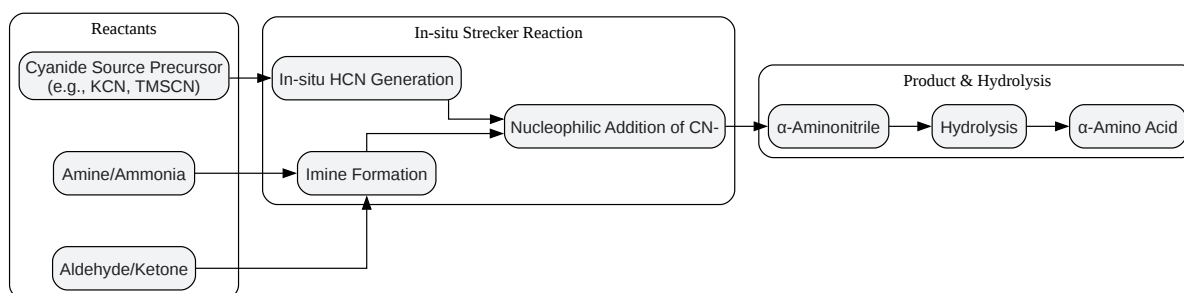 Reactants
Cyanide Source Precursor
(e.g., KCN, TMSCN)
Amine/Ammonia
Aldehyde/Ketone
In-situ Strecker Reaction
In-situ HCN Generation
Nucleophilic Addition of CN-
Imine Formation
Product & Hydrolysis
α-Aminonitrile
Hydrolysis
α-Amino Acid